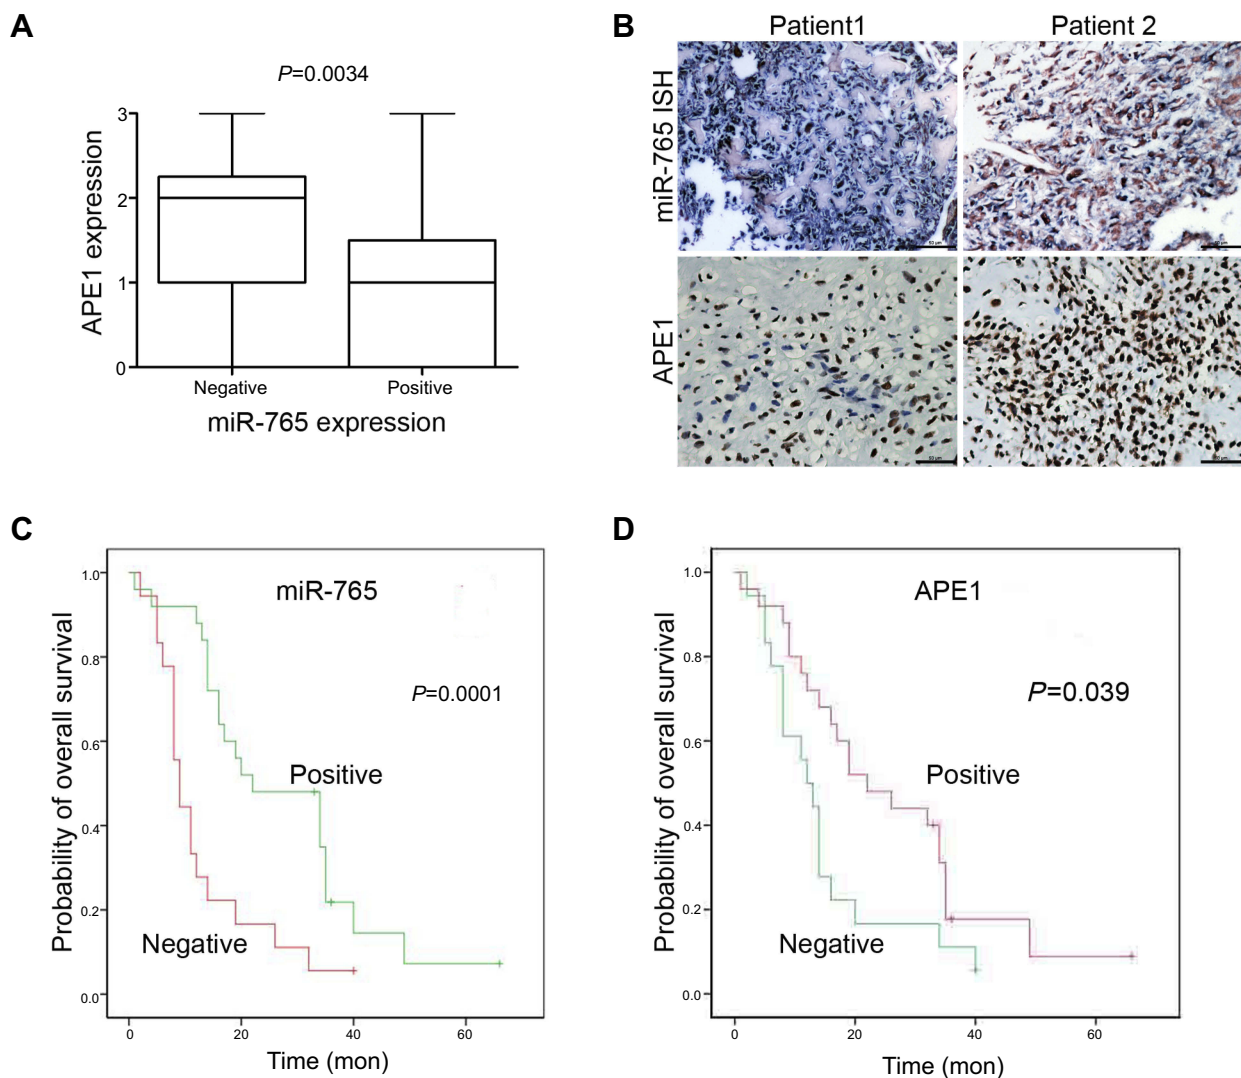 A
P=0.0034
APE1 expression
3
2
1
0
Negative
Positive
miR-765 expression
B
Patient1
Patient 2
miR-765 ISH
APE1
50 μm
C
miR-765
P=0.0001
Positive
Negative
Probability of overall survival
1.0
0.8
0.6
0.4
0.2
0.0
0
20
40
60
Time (mon)
D
APE1
P=0.039
Positive
Negative
Probability of overall survival
1.0
0.8
0.6
0.4
0.2
0.0
0
20
40
60
Time (mon)